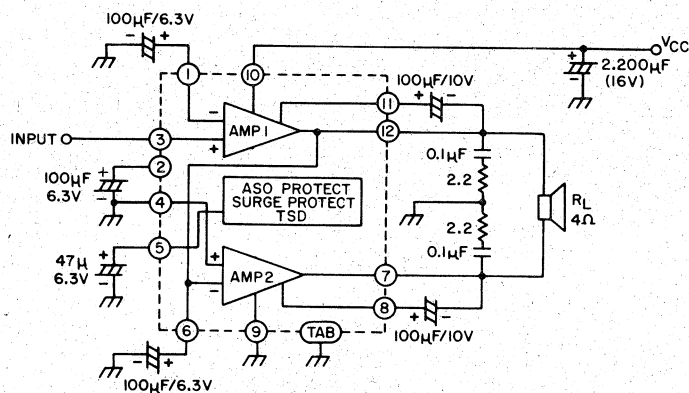 100µF/6.3V
- +
VCC
+
-
2.200µF
(16V)
1
10
100µF/10V
+ -
11
12
-
AMP 1
+
INPUT
3
2
+
100µF
6.3V
-
4
ASO PROTECT
SURGE PROTECT
TSD
0.1µF
2.2
2.2
0.1µF
RL
4Ω
5
+
47µ
6.3V
-
+
AMP2
-
7
8
+ -
100µF/10V
6
9
TAB
- +
100µF/6.3V